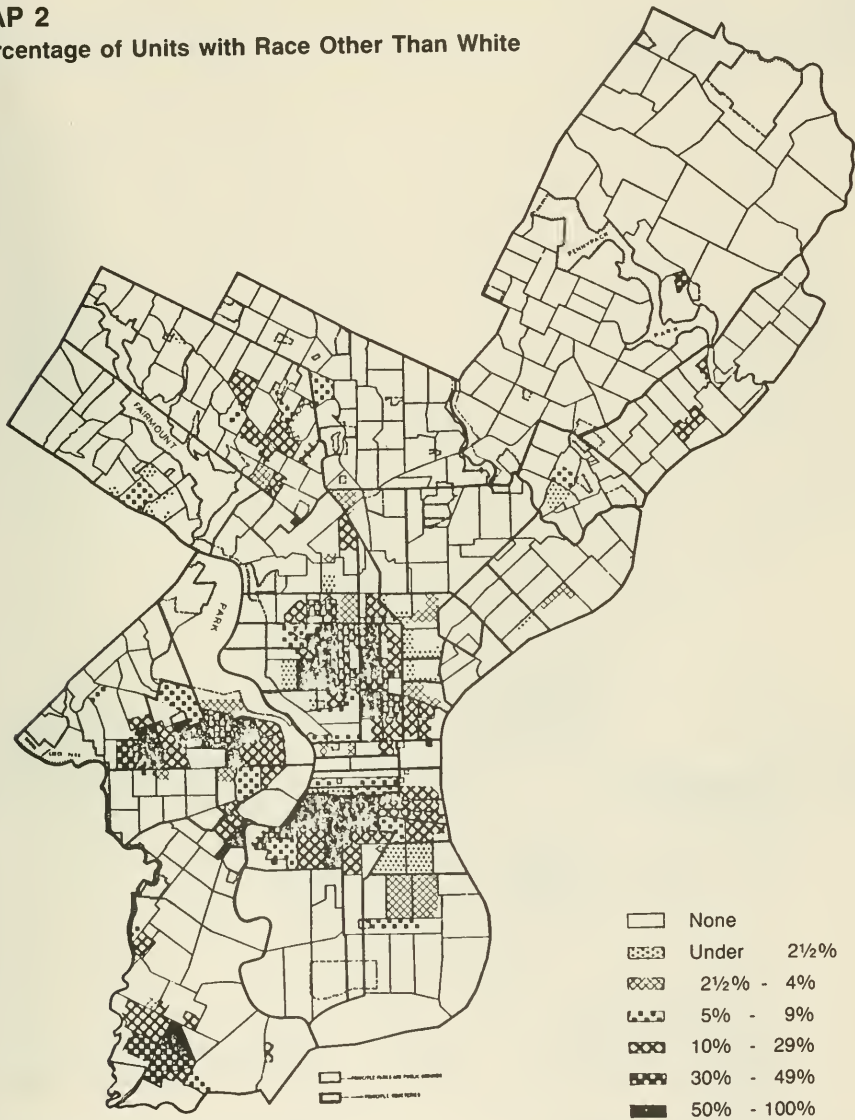 AP 2
rcentage of Units with Race Other Than White
PENNYPACK
PARK
FAIRMOUNT
PARK
None
Under 2½%
2½% - 4%
5% - 9%
10% - 29%
30% - 49%
50% - 100%